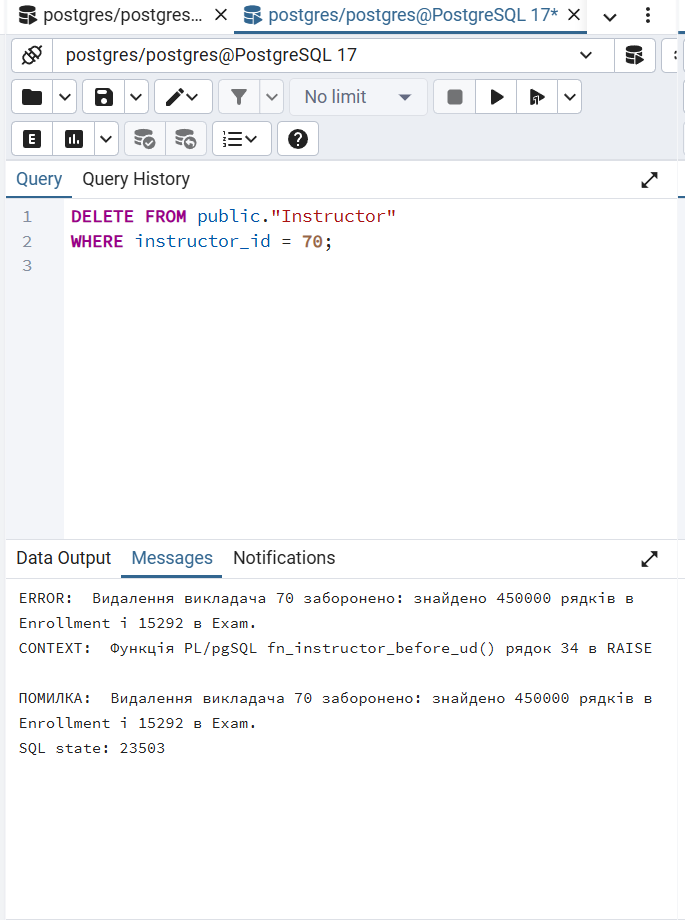 postgres/postgres... postgres/postgres@PostgreSQL 17*
postgres/postgres@PostgreSQL 17
No limit
E
Query Query History
1 DELETE FROM public."Instructor"
2 WHERE instructor_id = 70;
3
Data Output Messages Notifications
ERROR:  Видалення викладача 70 заборонено: знайдено 450000 рядків в
Enrollment і 15292 в Exam.
CONTEXT:  Функція PL/pgSQL fn_instructor_before_ud() рядок 34 в RAISE
ПОМИЛКА:  Видалення викладача 70 заборонено: знайдено 450000 рядків в
Enrollment і 15292 в Exam.
SQL state: 23503